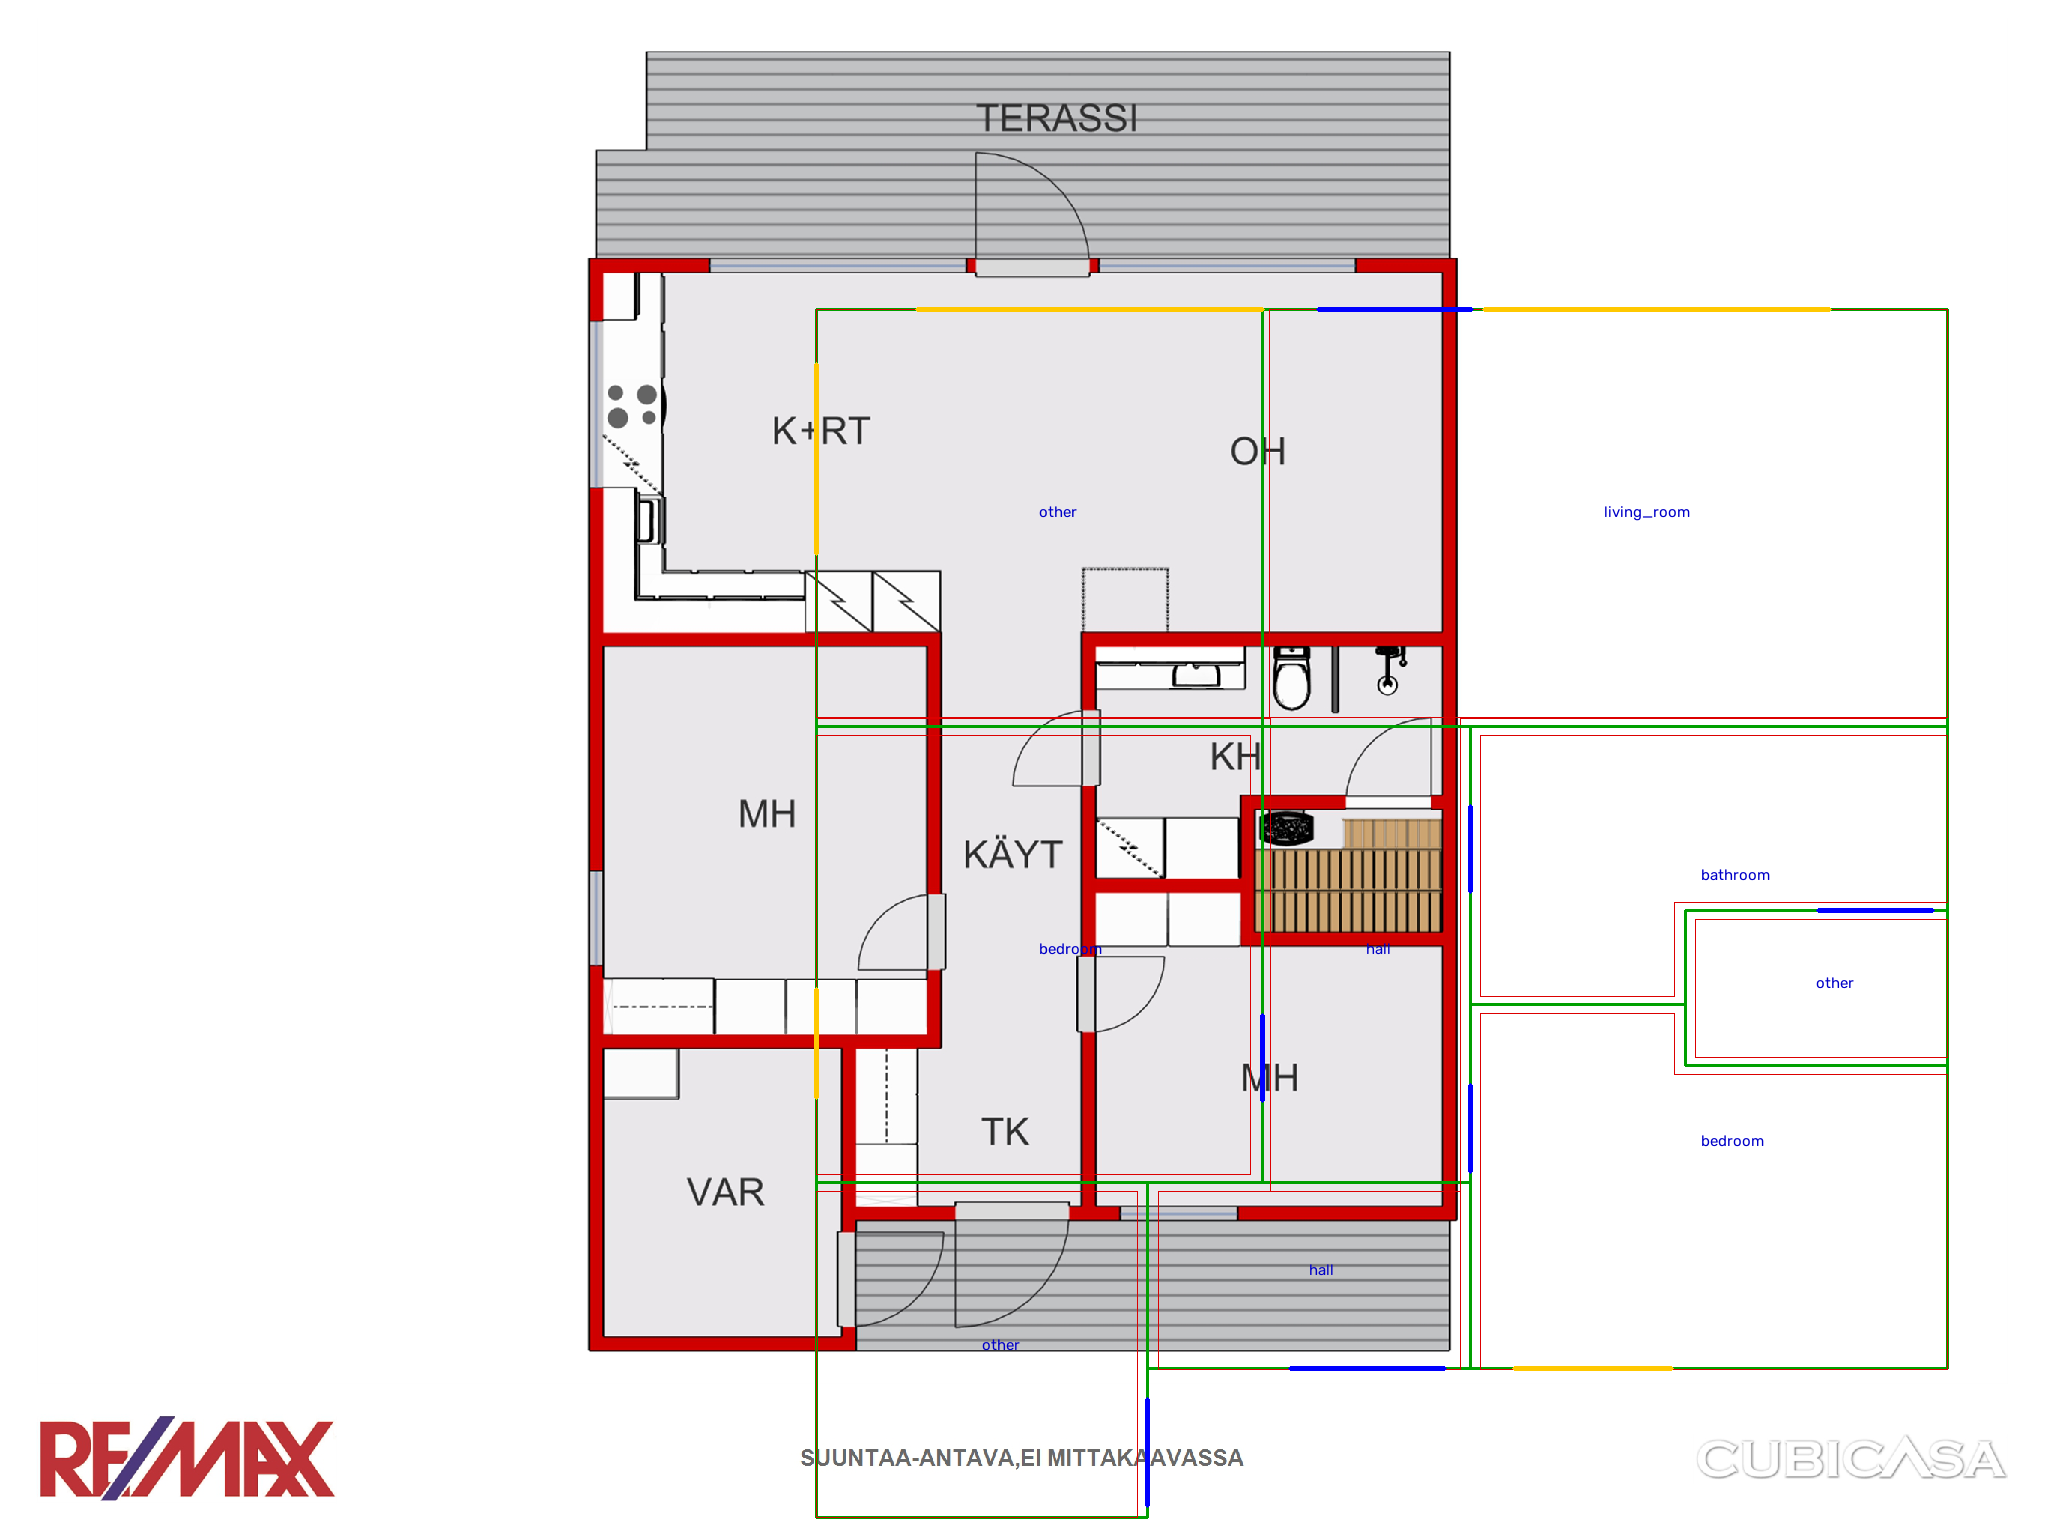 TERASSI
K+RT
OH
other
living_room
KH
MH
KÄYT
bathroom
bedroom
hall
other
MH
TK
bedroom
VAR
hall
other
RE/MAX
SUUNTAA-ANTAVA,EI MITTAKAAVASSA
CUBICASA